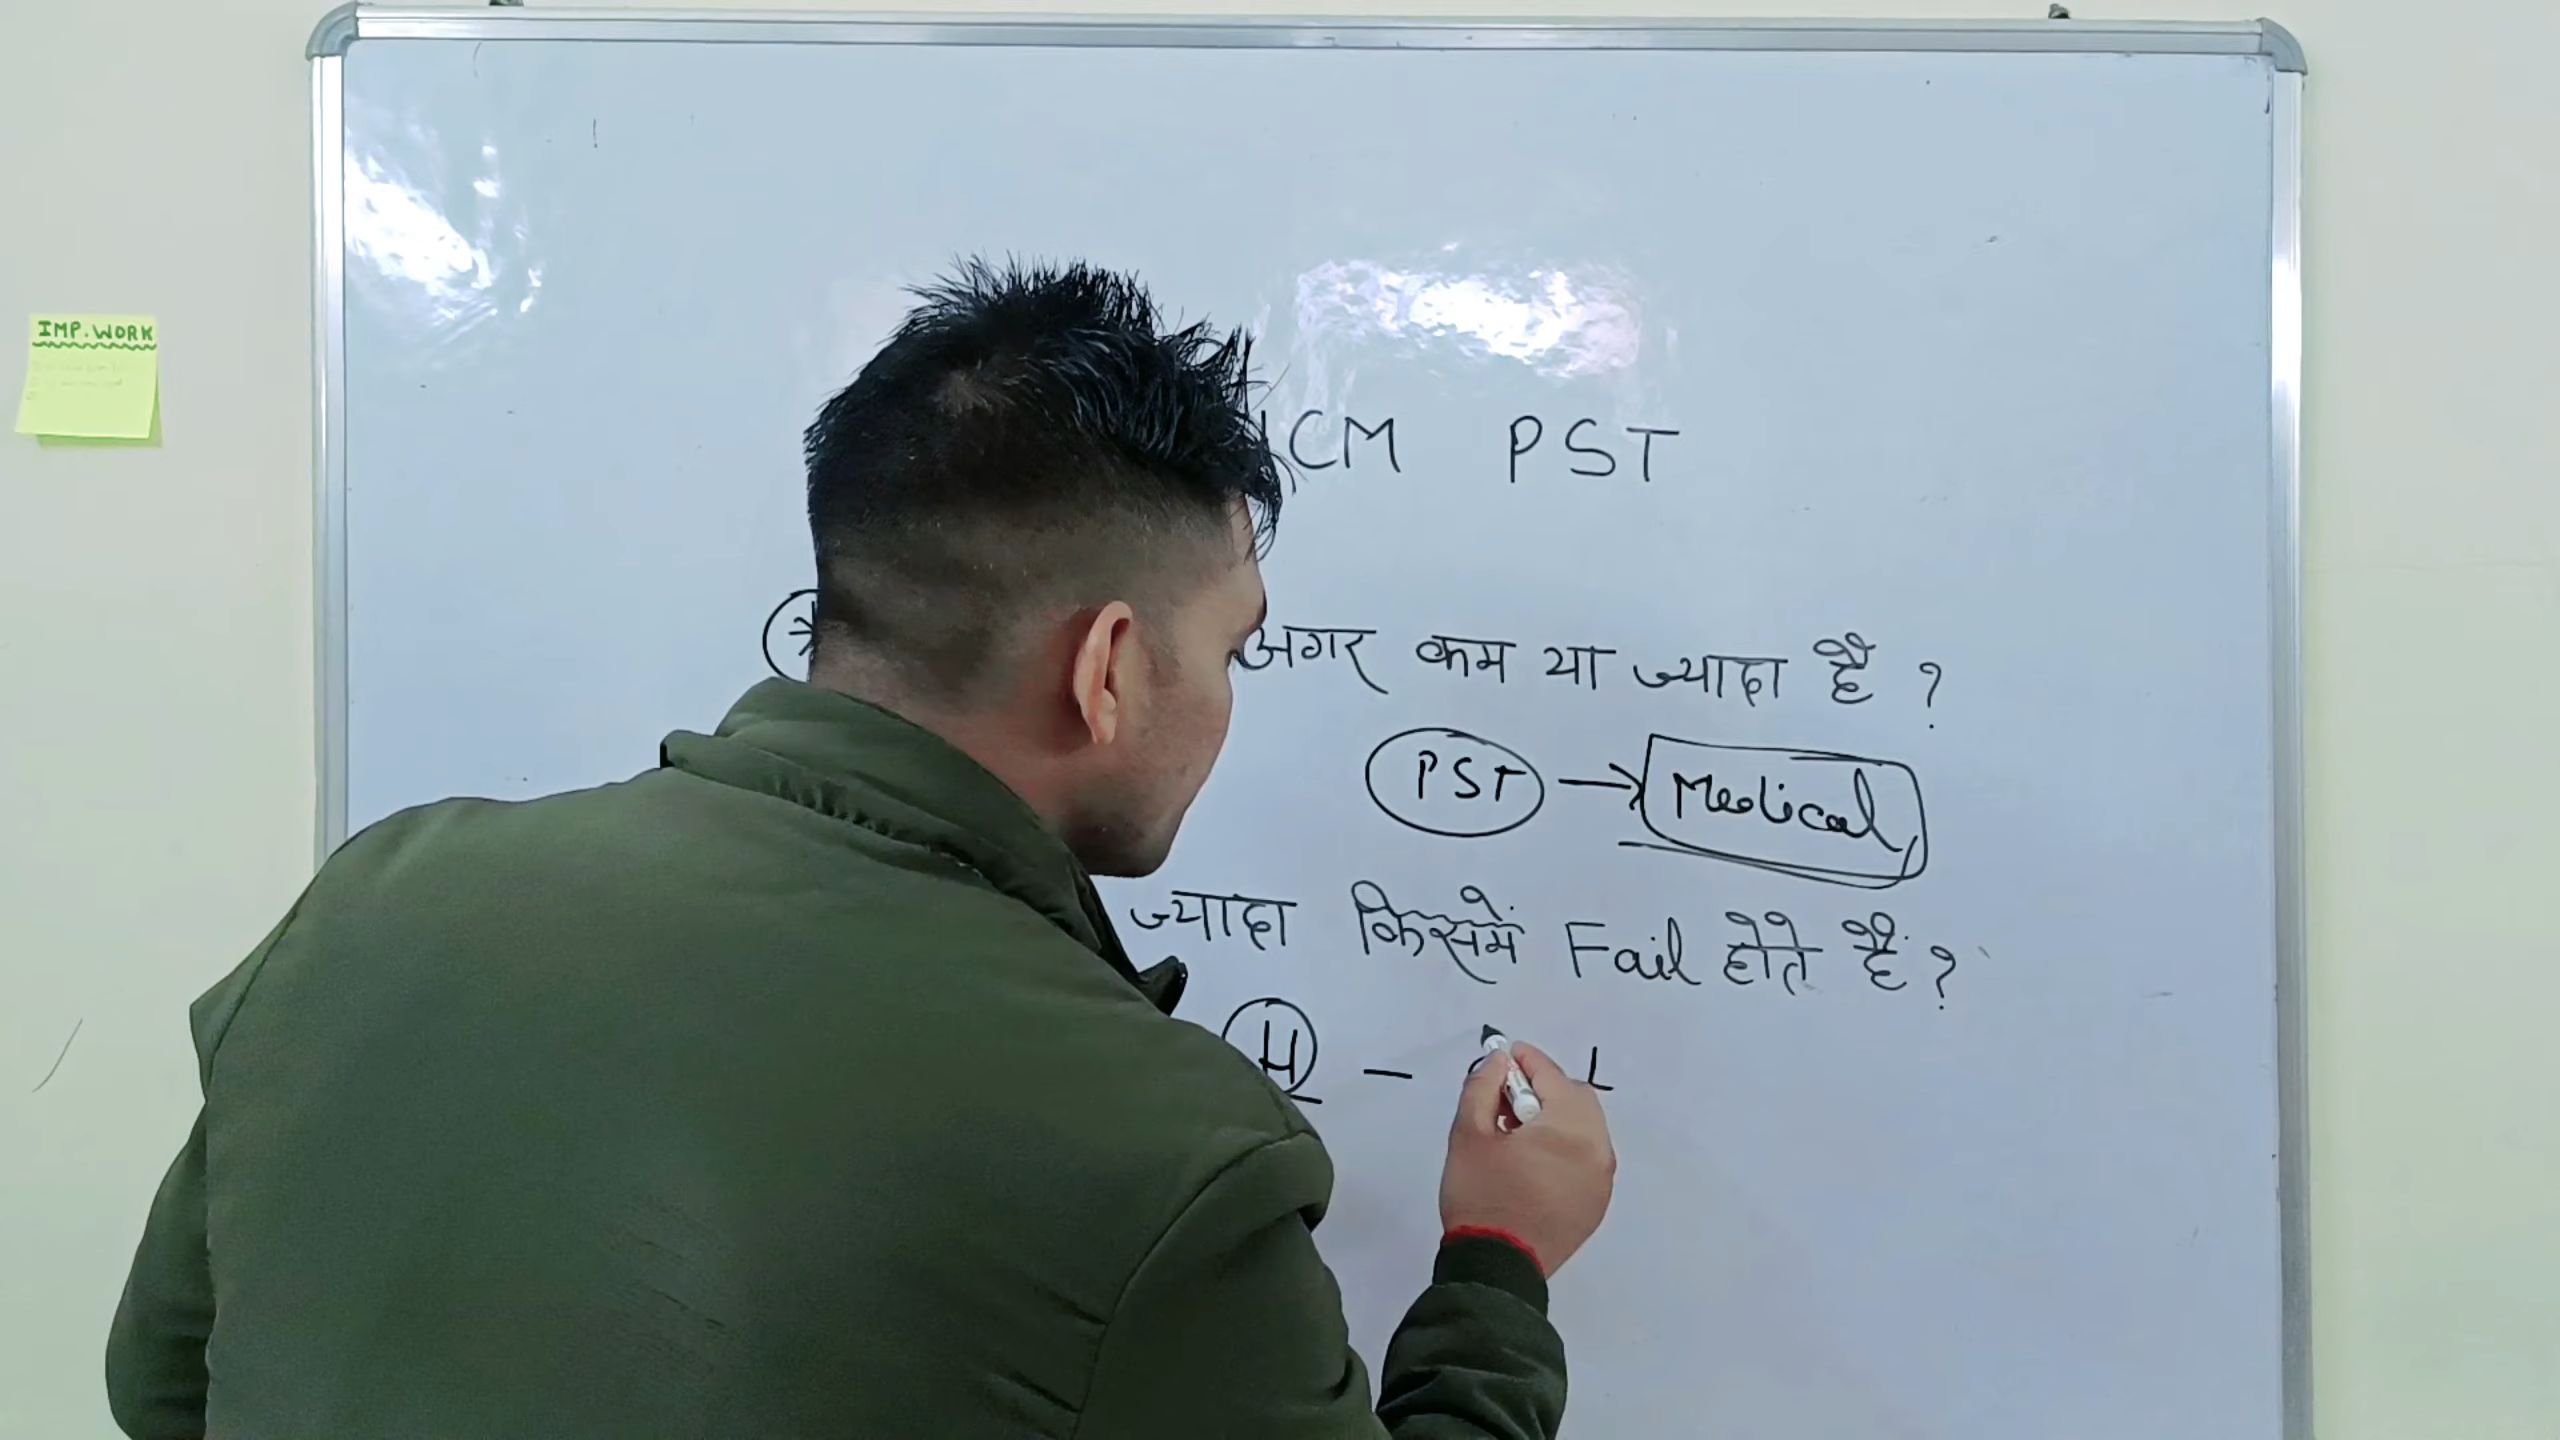 IMP. WORK
CM PST
अगर कम या ज्यादा है ?
PST → Medical
ज्यादा किसमें Fail होते हैं ?
H -